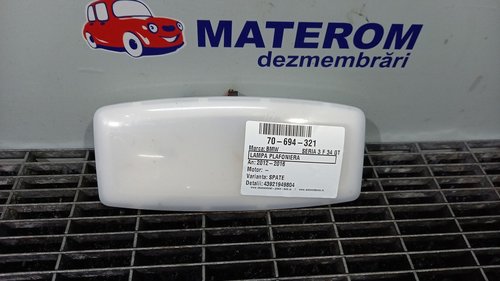 MATEROM
dezmembrări
70-694-321
Marca: BMW SERIA 3 F 34 GT
LAMPA PLAFONIERA
An: 2012-2016
Motor: -
Varianta: SPATE
Detalii: 43921949804